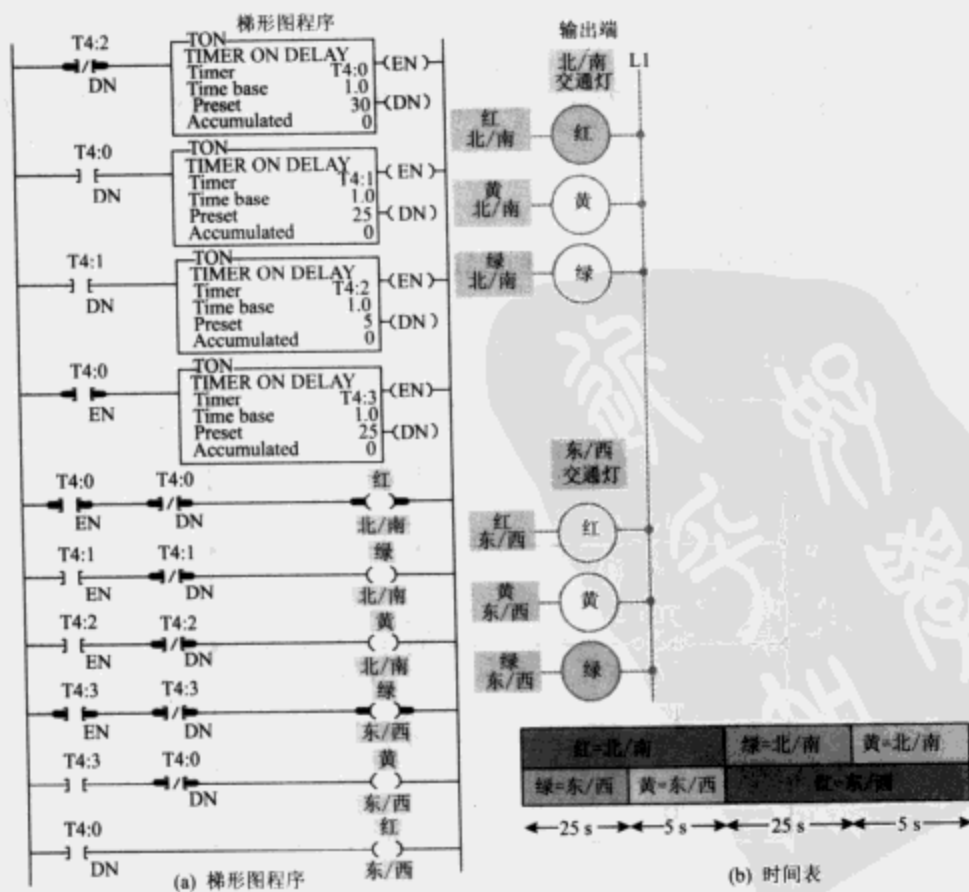 梯形图程序
T4:2
DN
TON
TIMER ON DELAY
Timer T4:0
Time base 1.0
Preset 30
Accumulated 0
(EN)
(DN)
T4:0
DN
TON
TIMER ON DELAY
Timer T4:1
Time base 1.0
Preset 25
Accumulated 0
(EN)
(DN)
T4:1
DN
TON
TIMER ON DELAY
Timer T4:2
Time base 1.0
Preset 5
Accumulated 0
(EN)
(DN)
T4:0
EN
TON
TIMER ON DELAY
Timer T4:3
Time base 1.0
Preset 25
Accumulated 0
(EN)
(DN)
T4:0 T4:0 红
EN DN 北/南
T4:1 T4:1 绿
EN DN 北/南
T4:2 T4:2 黄
EN DN 北/南
T4:3 T4:3 绿
EN DN 东/西
T4:3 T4:0 黄
DN 东/西
T4:0 红
DN 东/西
(a) 梯形图程序
输出端
北/南
交通灯
L1
红
北/南
红
黄
北/南
黄
绿
北/南
绿
东/西
交通灯
红
东/西
红
黄
东/西
黄
绿
东/西
绿
红=北/南 绿=北/南 黄=北/南
绿=东/西 黄=东/西 红=东/西
25 s 5 s 25 s 5 s
(b) 时间表